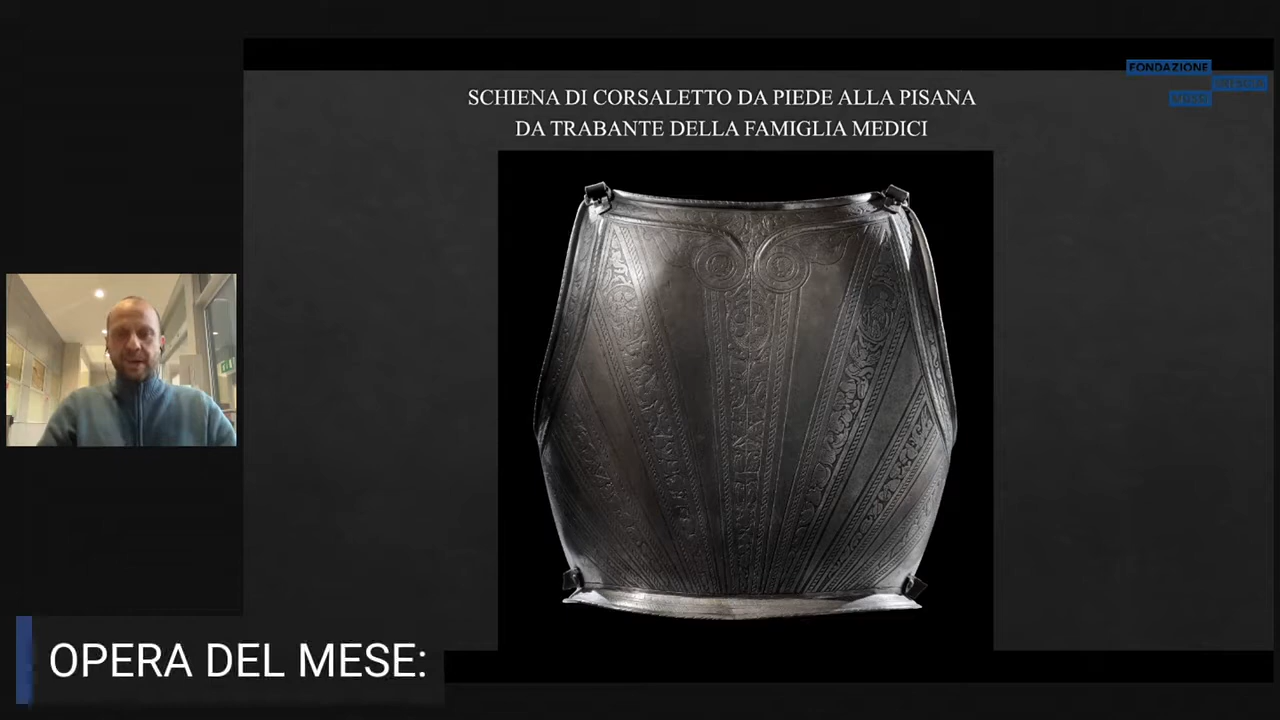 FONDAZIONE
SCHIENA DI CORSALETTO DA PIEDE ALLA PISANA
DA TRABANTE DELLA FAMIGLIA MEDICI
OPERA DEL MESE: